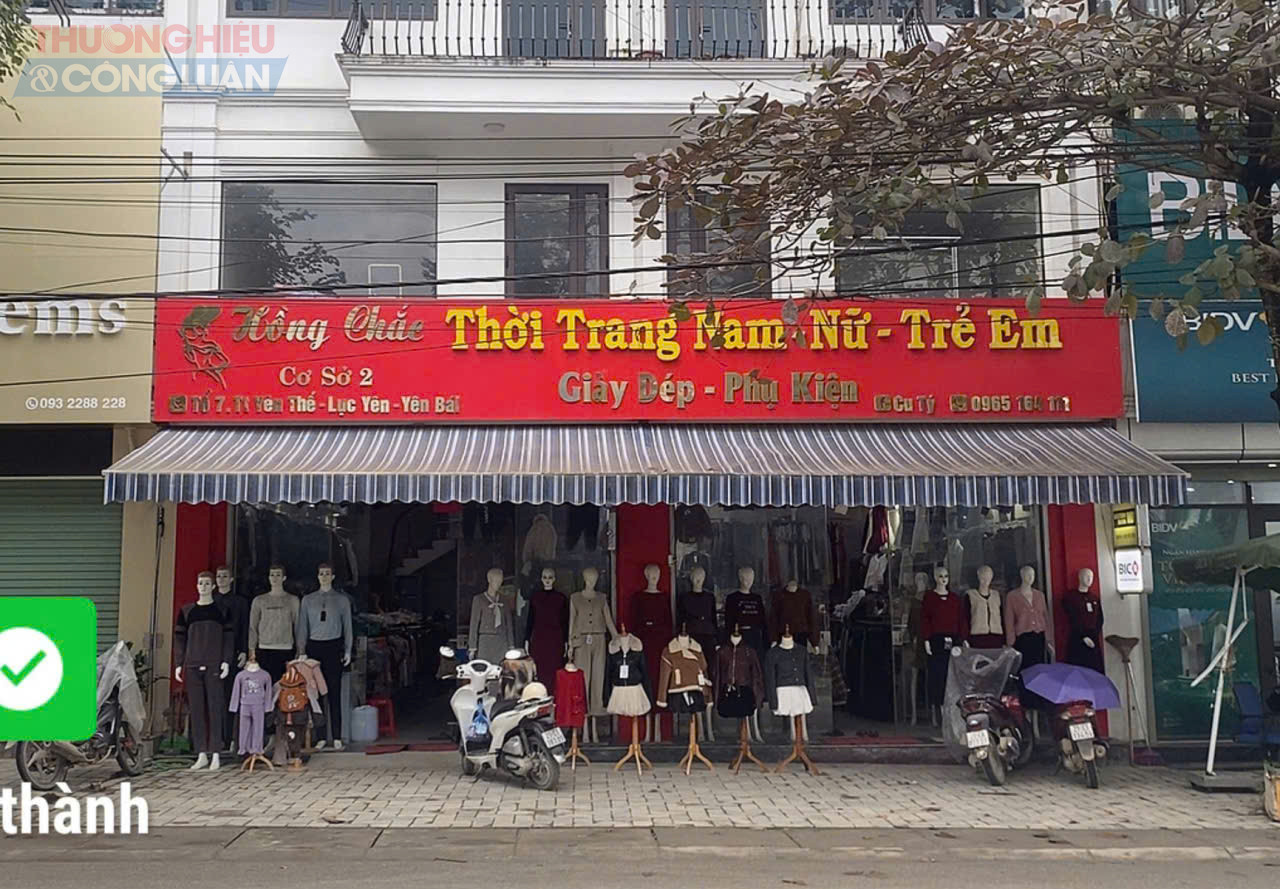 THƯƠNG HIỆU
& CÔNG LUẬN
ems
093 2288 228
Hồng Chắc
Thời Trang Nam - Nữ - Trẻ Em
Cơ Sở 2
Giày Dép - Phụ Kiện
Tổ 7. Tt Yên Thế - Lục Yên - Yên Bái
Cu Tý
0965 164 111
BIDV
BEST
BIDV
BIC
thành